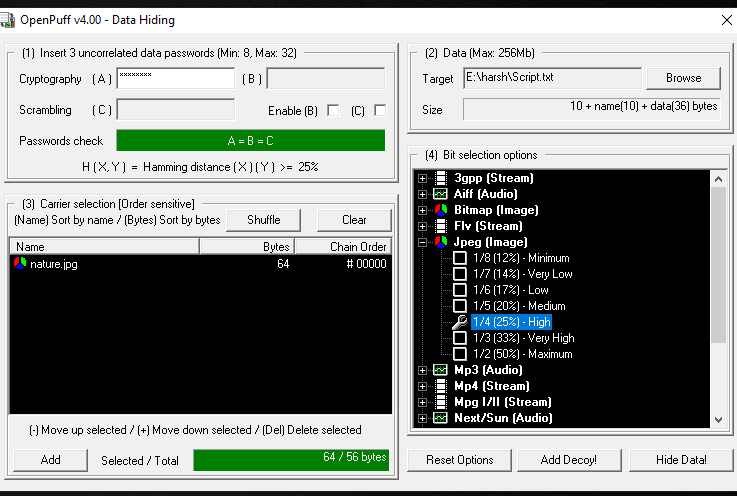 OpenPuff v4.00 - Data Hiding
(1) Insert 3 uncorrelated data passwords (Min: 8, Max: 32)
Cryptography (A) xxxxxxxx (B)
Scrambling (C) Enable (B) (C)
Passwords check A = B = C
H ( X, Y ) = Hamming distance ( X ) ( Y ) >= 25%
(2) Data (Max: 256Mb)
Target E:\harsh\Script.txt Browse
Size 10 + name(10) + data(36) bytes
(3) Carrier selection [Order sensitive]
(Name) Sort by name / (Bytes) Sort by bytes Shuffle Clear
Name Bytes Chain Order
nature.jpg 64 # 00000
(-) Move up selected / (+) Move down selected / (Del) Delete selected
Add Selected / Total 64 / 56 bytes
(4) Bit selection options
3gpp (Stream)
Aiff (Audio)
Bitmap (Image)
Flv (Stream)
Jpeg (Image)
1/8 (12%) - Minimum
1/7 (14%) - Very Low
1/6 (17%) - Low
1/5 (20%) - Medium
1/4 (25%) - High
1/3 (33%) - Very High
1/2 (50%) - Maximum
Mp3 (Audio)
Mp4 (Stream)
Mpg I/II (Stream)
Next/Sun (Audio)
Reset Options Add Decoy! Hide Data!